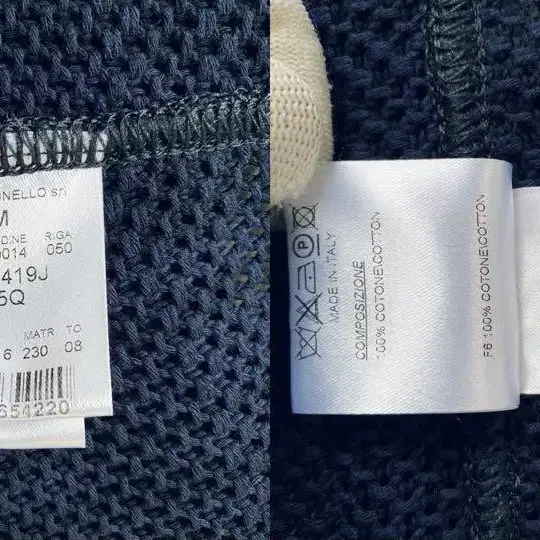 ONELLO srl
M
DINE RIGA
0014 050
419J
5Q
MATR TO
6 230 08
654220
MADE IN ITALY
COMPOSIZIONE
100% COTONE\COTTON
F6 100% COTONE\COTTON
P